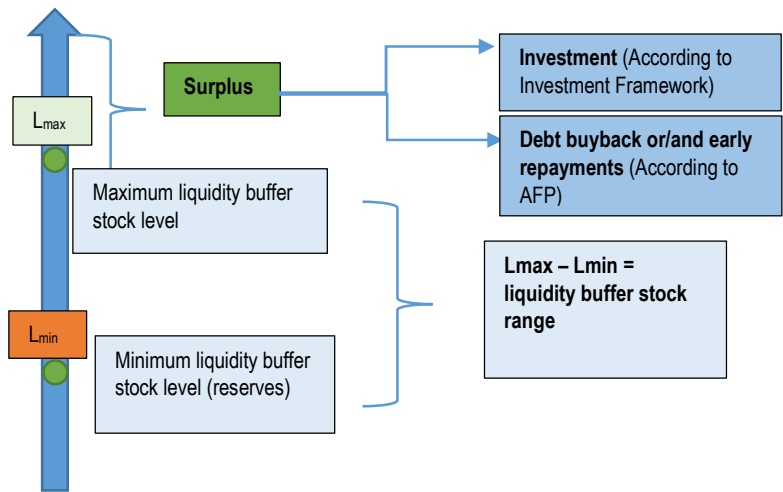 Surplus
Investment (According to
Investment Framework)
Debt buyback or/and early
repayments (According to
AFP)
Lmax
Maximum liquidity buffer
stock level
Lmax – Lmin =
liquidity buffer stock
range
Lmin
Minimum liquidity buffer
stock level (reserves)